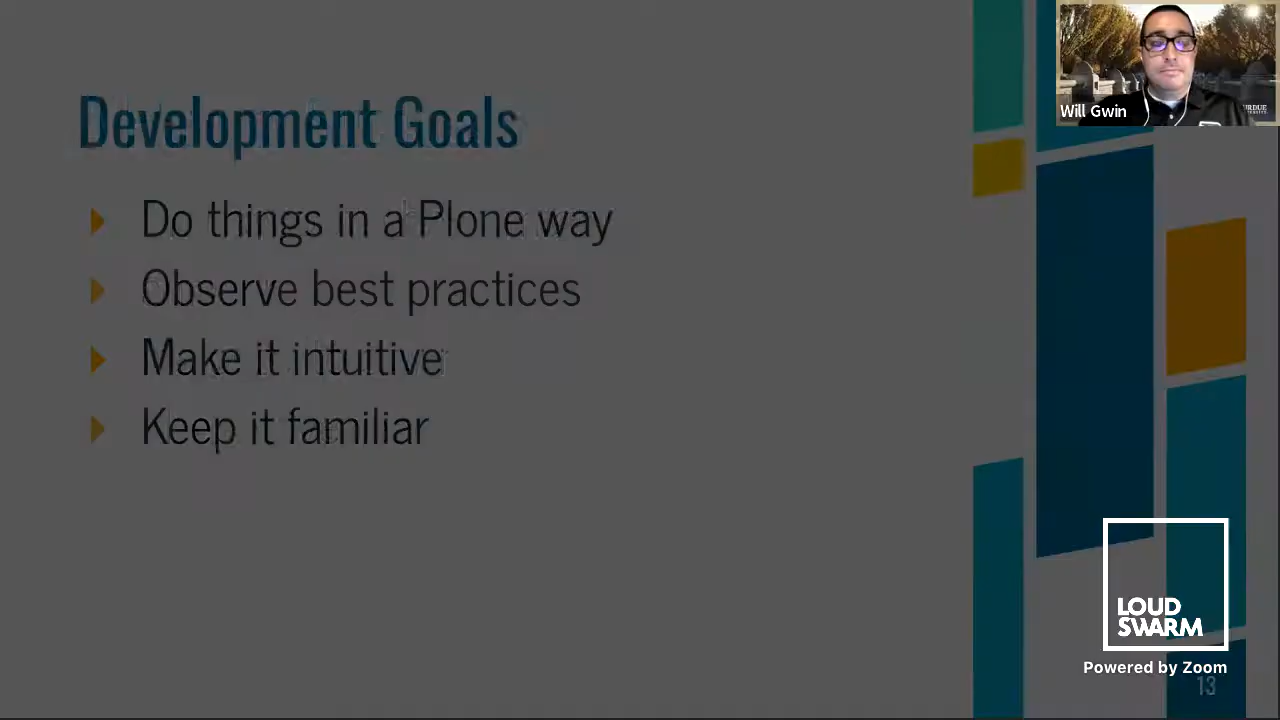 Development Goals
Do things in a Plone way
Observe best practices
Make it intuitive
Keep it familiar
Will Gwin
LOUD
SWARM
Powered by Zoom
13